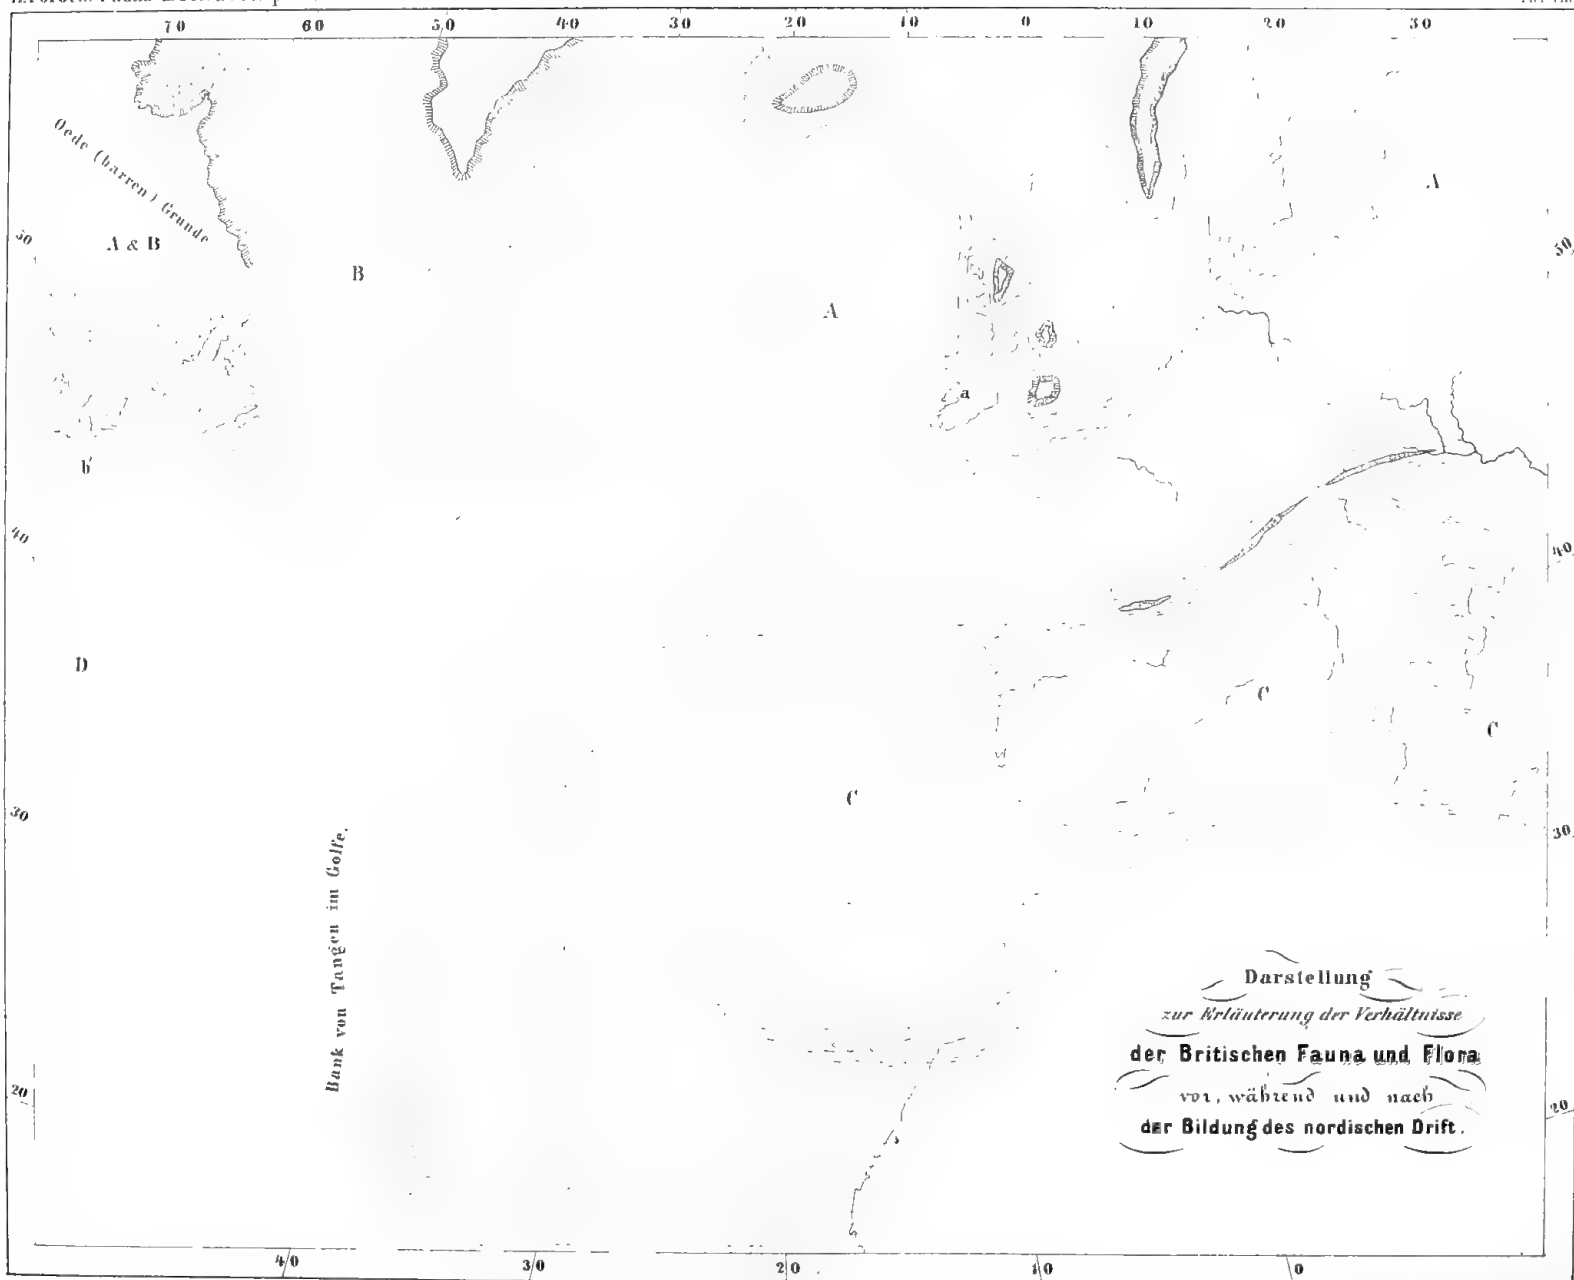 70 60 50 40 30 20 10 0 10 20 30
Oede (barren) Grunde
A
50
A & B
B
50
A
a
b'
40
40
D
C
C
C
30
30
Bank von Tangen im Golfe.
Darstellung
zur Erläuterung der Verhältnisse
der Britischen Fauna und Flora
vor, während und nach
der Bildung des nordischen Drift.
20
20
40 30 20 10 0